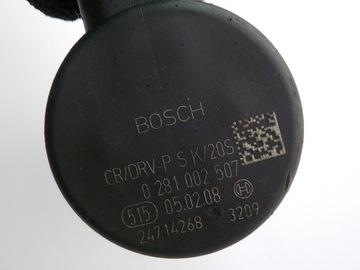 BOSCH
CR/DRV-P S K/20S
0 281 002 507
515 05.02.08
24714268 3209